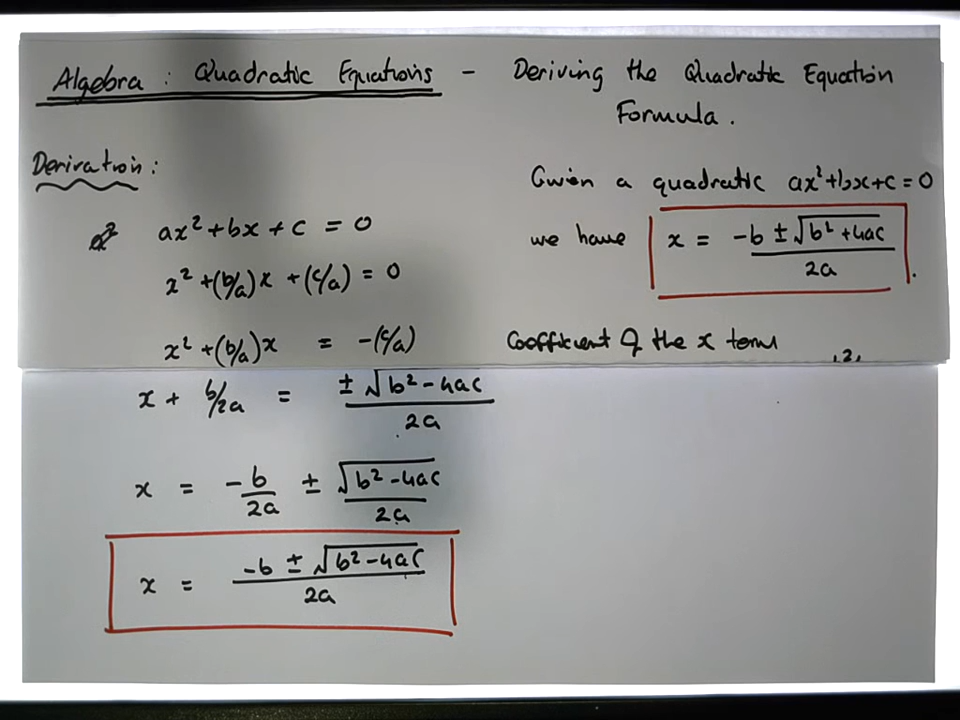 Algebra : Quadratic Equations - Deriving the Quadratic Equation
Formula.
Derivation:
Given a quadratic ax²+bx+c=0
ax² + bx + c = 0
we have x = -b ± √b² + 4ac / 2a.
x² + (b/a)x + (c/a) = 0
x² + (b/a)x = -(c/a)
Coefficient of the x term
x + b/2a = ± √b² - 4ac / 2a
x = -b/2a ± √b² - 4ac / 2a
x = -b ± √b² - 4ac / 2a